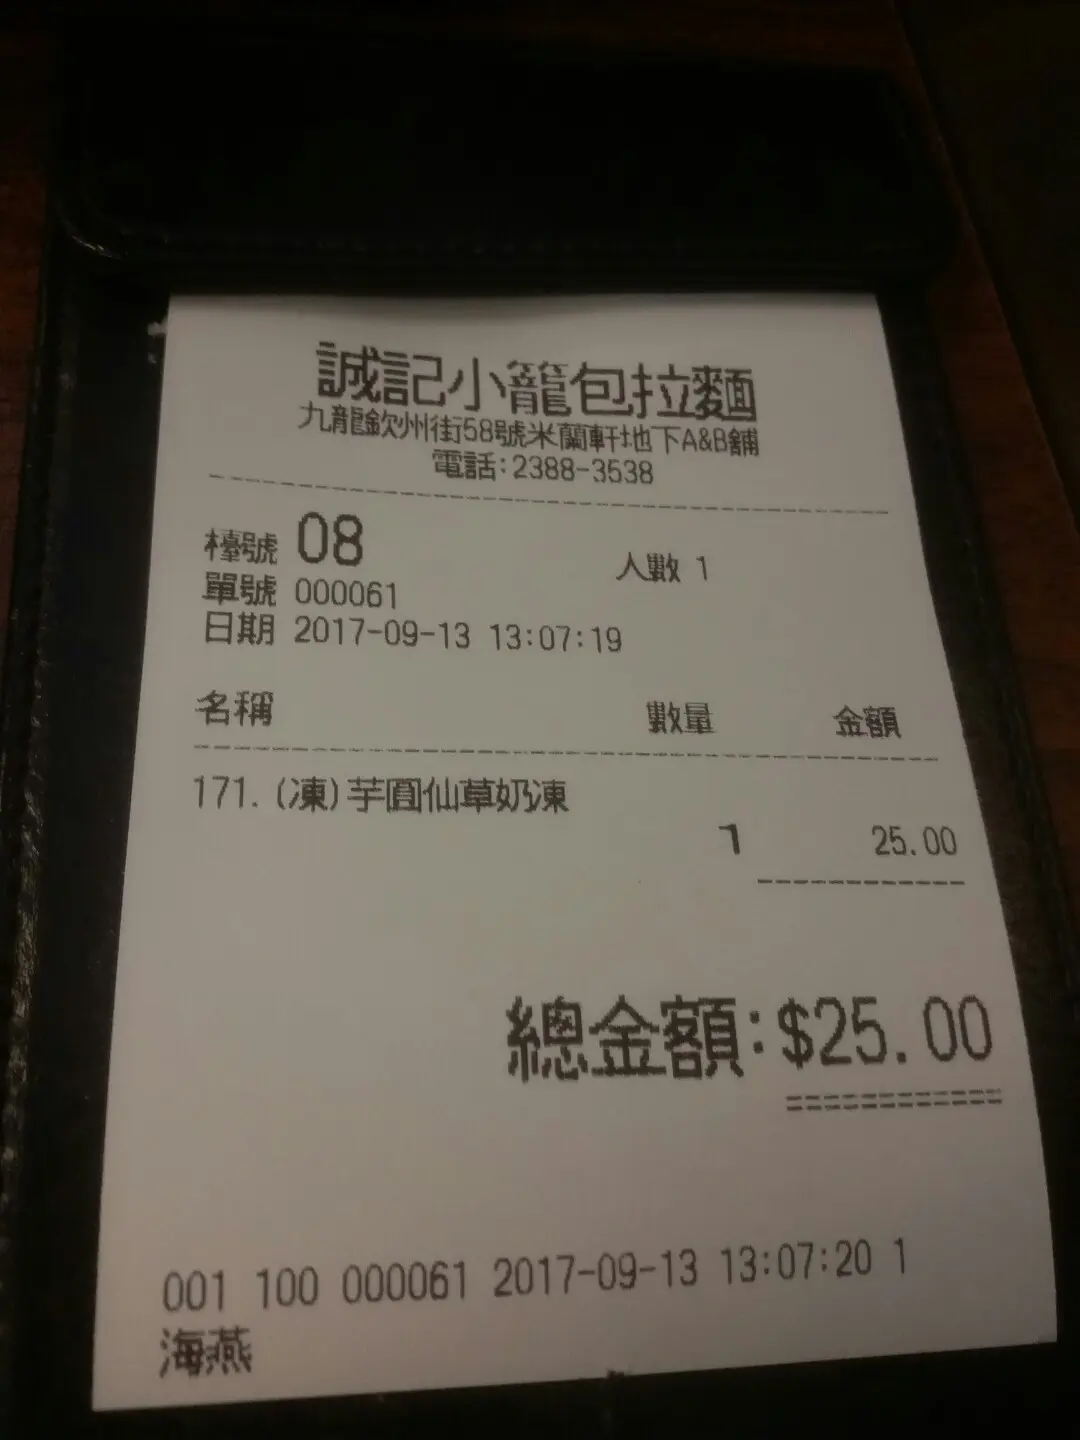 誠記小籠包拉麵
九龍欽州街58號米蘭軒地下A&B舖
電話:2388-3538
檯號 08 人數 1
單號 000061
日期 2017-09-13 13:07:19
名稱 數量 金額
171. (凍)芋圓仙草奶凍
1 25.00
總金額:$25.00
001 100 000061 2017-09-13 13:07:20 1
海燕